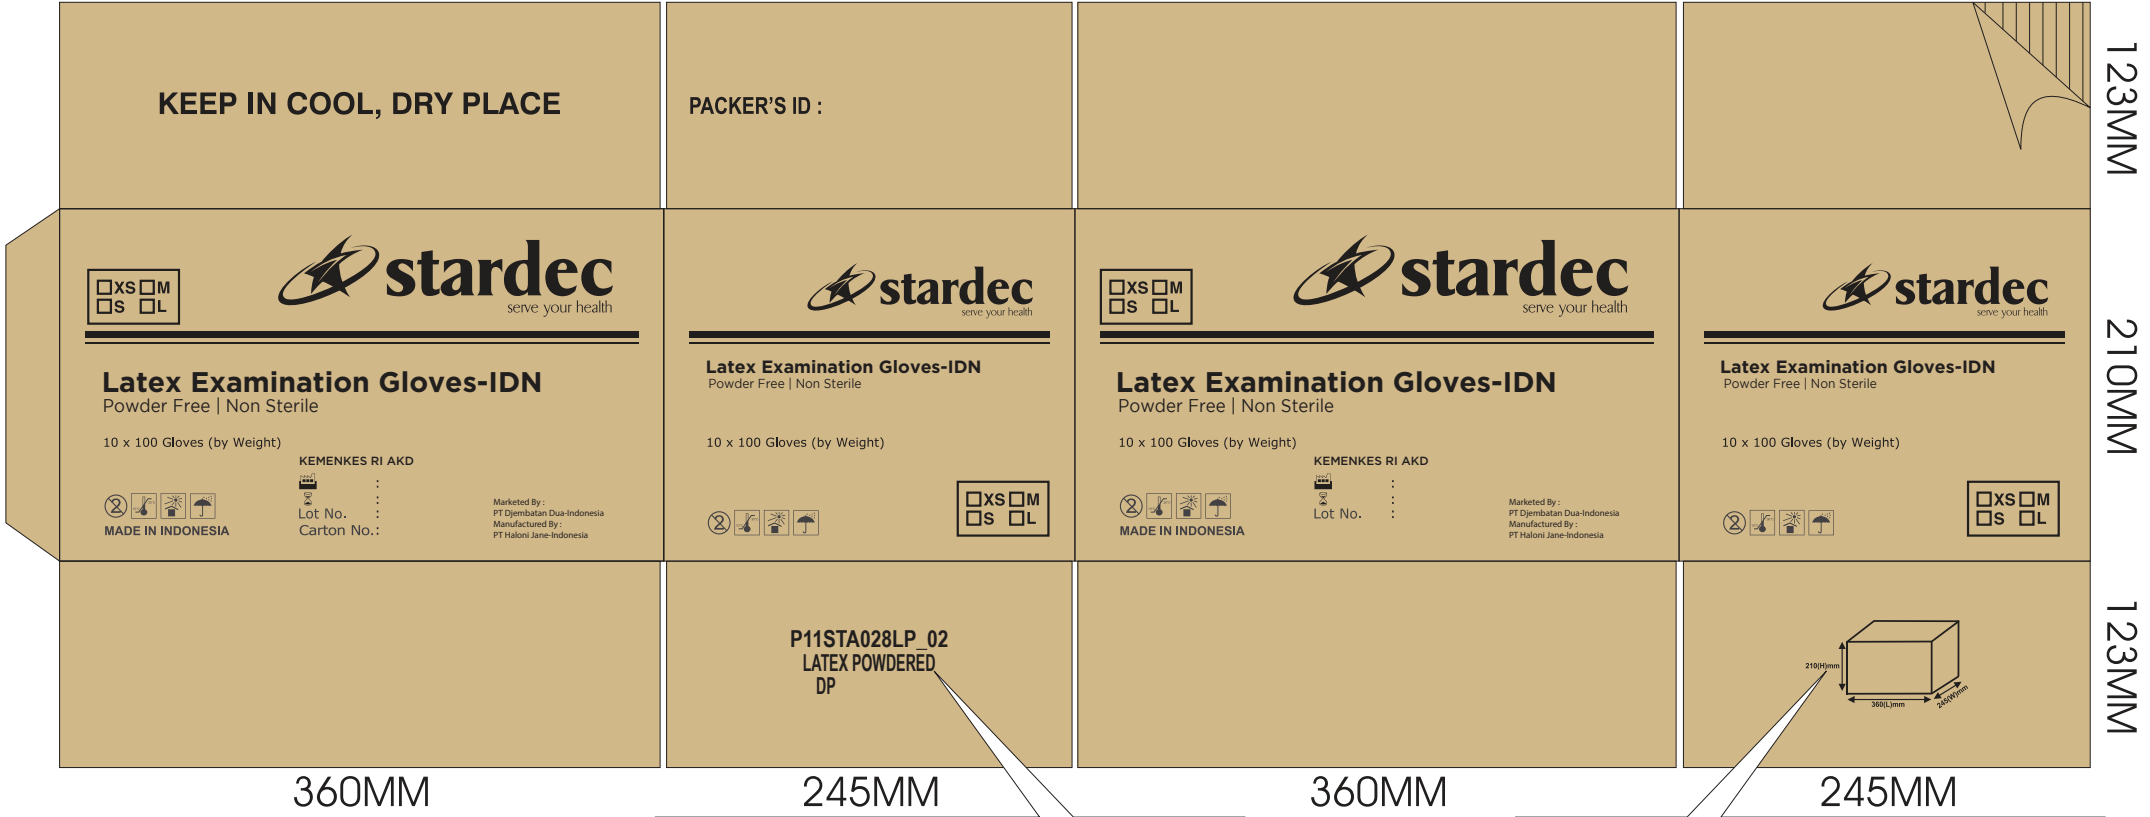 KEEP IN COOL, DRY PLACE
PACKER'S ID :
123MM
XS M
S L
stardec
serve your health
Latex Examination Gloves-IDN
Powder Free | Non Sterile
10 x 100 Gloves (by Weight)
KEMENKES RI AKD
:
:
Lot No. :
Carton No. :
MADE IN INDONESIA
Marketed By :
PT Djembatan Dua-Indonesia
Manufactured By :
PT Haloni Jane-Indonesia
stardec
serve your health
Latex Examination Gloves-IDN
Powder Free | Non Sterile
10 x 100 Gloves (by Weight)
XS M
S L
XS M
S L
stardec
serve your health
Latex Examination Gloves-IDN
Powder Free | Non Sterile
10 x 100 Gloves (by Weight)
KEMENKES RI AKD
:
:
Lot No. :
MADE IN INDONESIA
Marketed By :
PT Djembatan Dua-Indonesia
Manufactured By :
PT Haloni Jane-Indonesia
stardec
serve your health
Latex Examination Gloves-IDN
Powder Free | Non Sterile
10 x 100 Gloves (by Weight)
XS M
S L
210MM
P11STA028LP_02
LATEX POWDERED
DP
210(H)mm
360(L)mm
245(W)mm
123MM
360MM
245MM
360MM
245MM